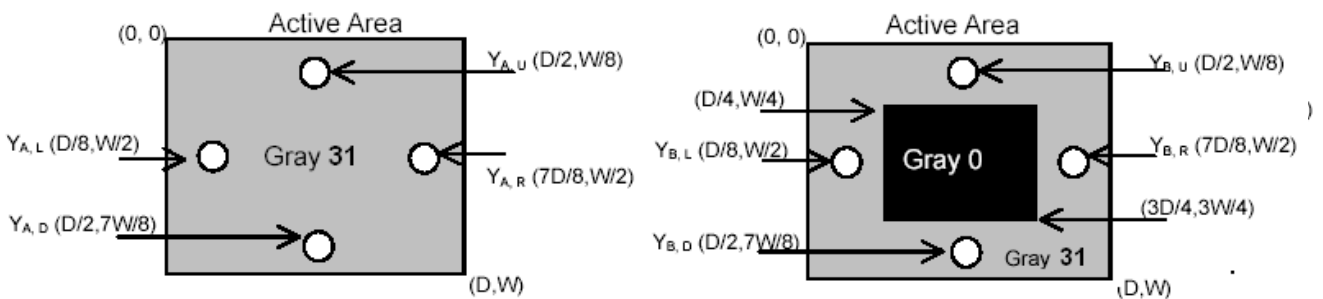 Active Area
(0, 0)
YA, U (D/2,W/8)
YA, L (D/8,W/2)
Gray 31
YA, R (7D/8,W/2)
YA, D (D/2,7W/8)
(D,W)
Active Area
(0, 0)
YB, U (D/2,W/8)
(D/4,W/4)
)
YB, L (D/8,W/2)
Gray 0
YB, R (7D/8,W/2)
(3D/4,3W/4)
YB, D (D/2,7W/8)
Gray 31
(D,W)